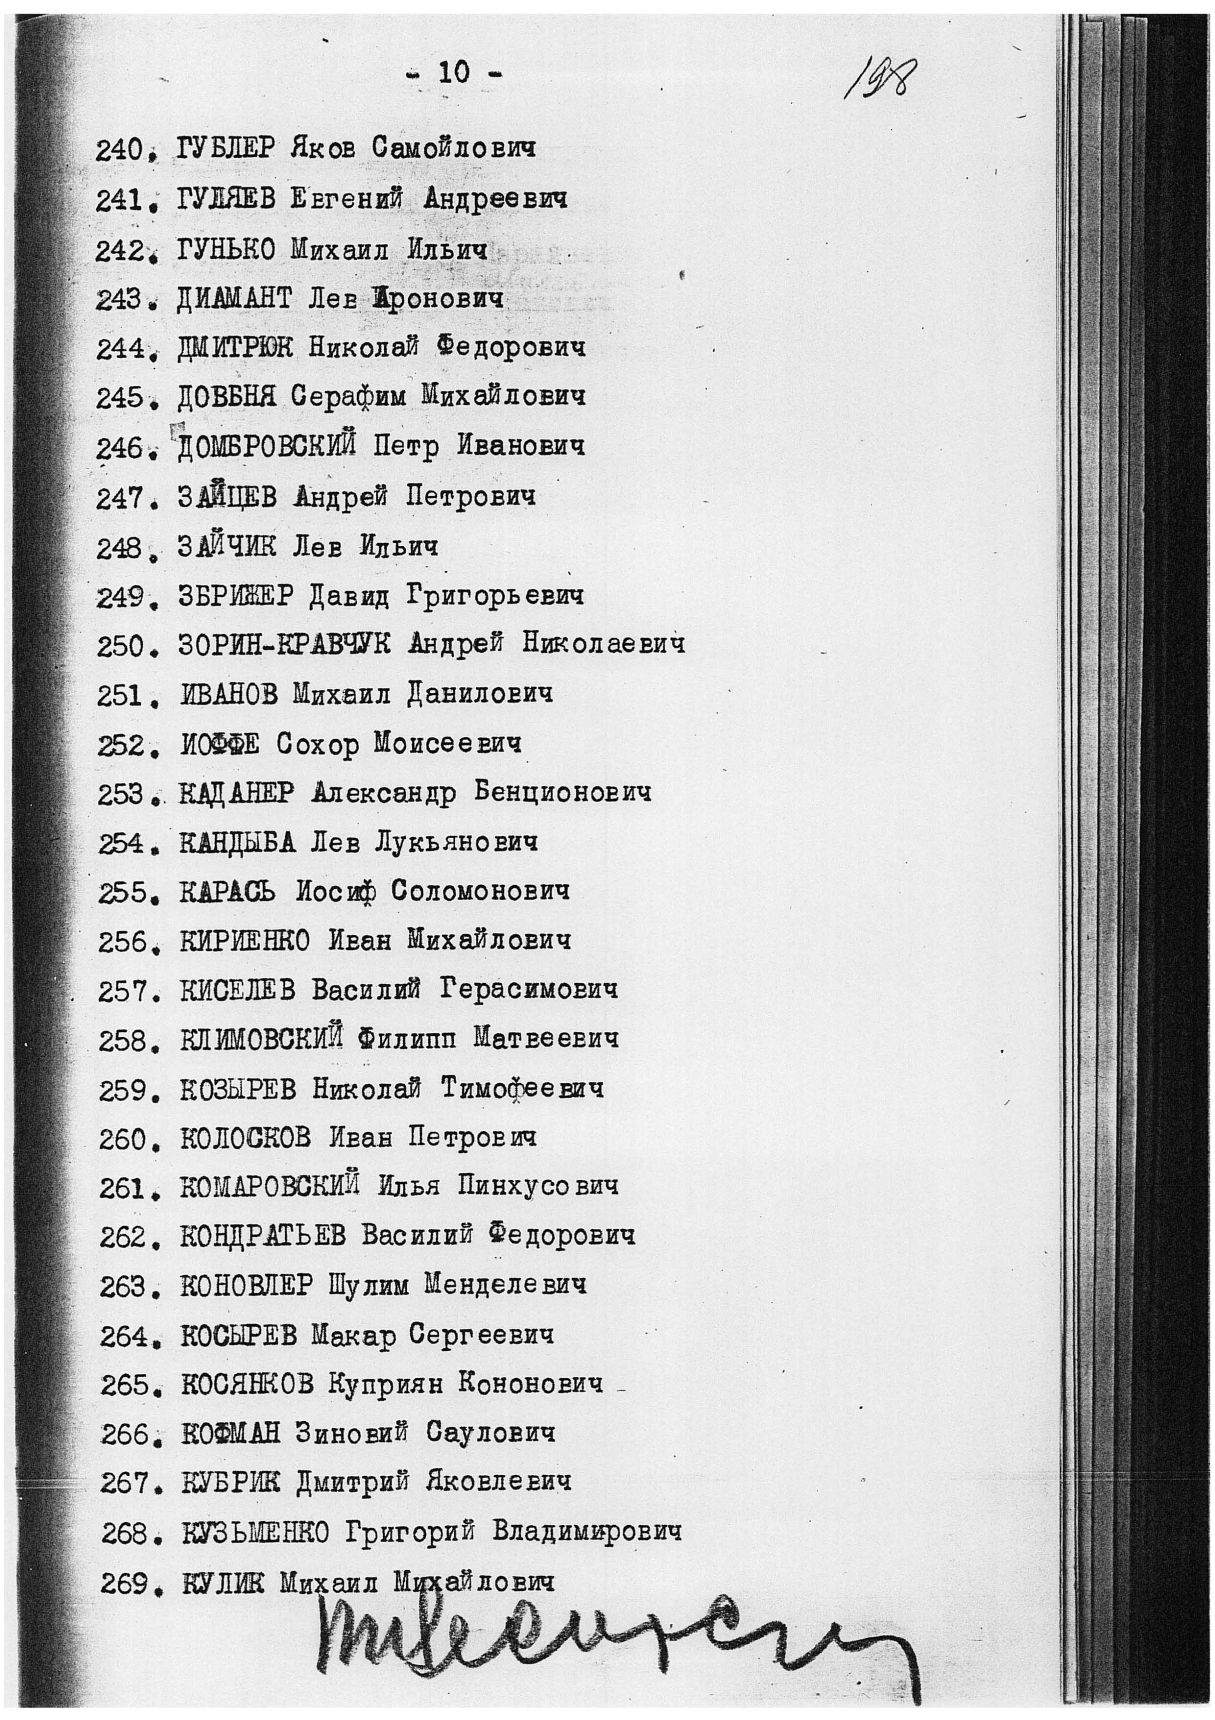 - 10 -
198
240. ГУБЛЕР Яков Самойлович
241. ГУЛЯЕВ Евгений Андреевич
242. ГУНЬКО Михаил Ильич
243. ДИАМАНТ Лев Аронович
244. ДМИТРЮК Николай Федорович
245. ДОВБНЯ Серафим Михайлович
246. ДОМБРОВСКИЙ Петр Иванович
247. ЗАЙЦЕВ Андрей Петрович
248. ЗАЙЧИК Лев Ильич
249. ЗБРИЖЕР Давид Григорьевич
250. ЗОРИН-КРАВЧУК Андрей Николаевич
251. ИВАНОВ Михаил Данилович
252. ИОФФЕ Сохор Моисеевич
253. КАДАНЕР Александр Бенционович
254. КАНДЫБА Лев Лукьянович
255. КАРАСЬ Иосиф Соломонович
256. КИРИЕНКО Иван Михайлович
257. КИСЕЛЕВ Василий Герасимович
258. КЛИМОВСКИЙ Филипп Матвеевич
259. КОЗЫРЕВ Николай Тимофеевич
260. КОЛОСКОВ Иван Петрович
261. КОМАРОВСКИЙ Илья Пинхусович
262. КОНДРАТЬЕВ Василий Федорович
263. КОНОВЛЕР Шулим Менделевич
264. КОСЫРЕВ Макар Сергеевич
265. КОСЯНКОВ Куприян Кононович
266. КОФМАН Зиновий Саулович
267. КУБРИК Дмитрий Яковлевич
268. КУЗЬМЕНКО Григорий Владимирович
269. КУЛИК Михаил Михайлович